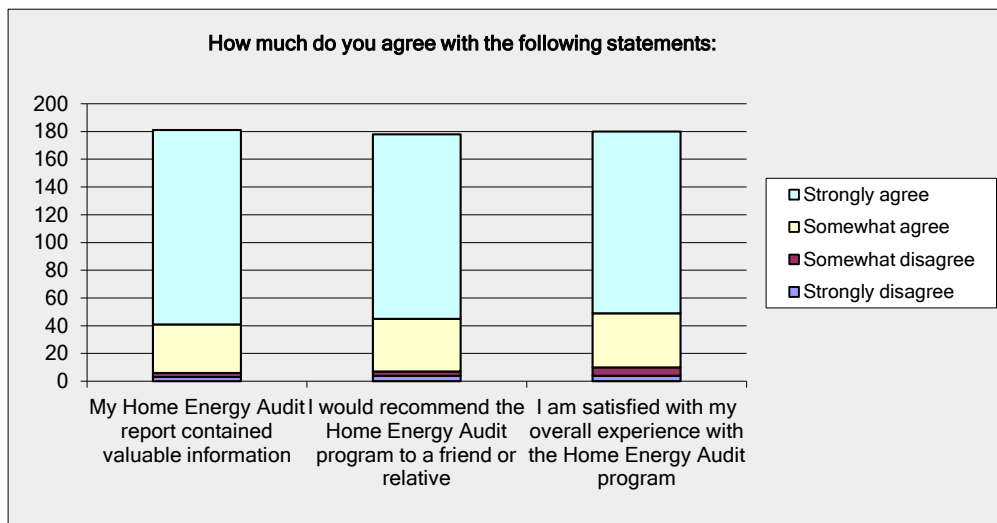 How much do you agree with the following statements:
200
180
160
140
120
100
80
60
40
20
0
My Home Energy Audit
report contained
valuable information
I would recommend the
Home Energy Audit
program to a friend or
relative
I am satisfied with my
overall experience with
the Home Energy Audit
program
Strongly agree
Somewhat agree
Somewhat disagree
Strongly disagree